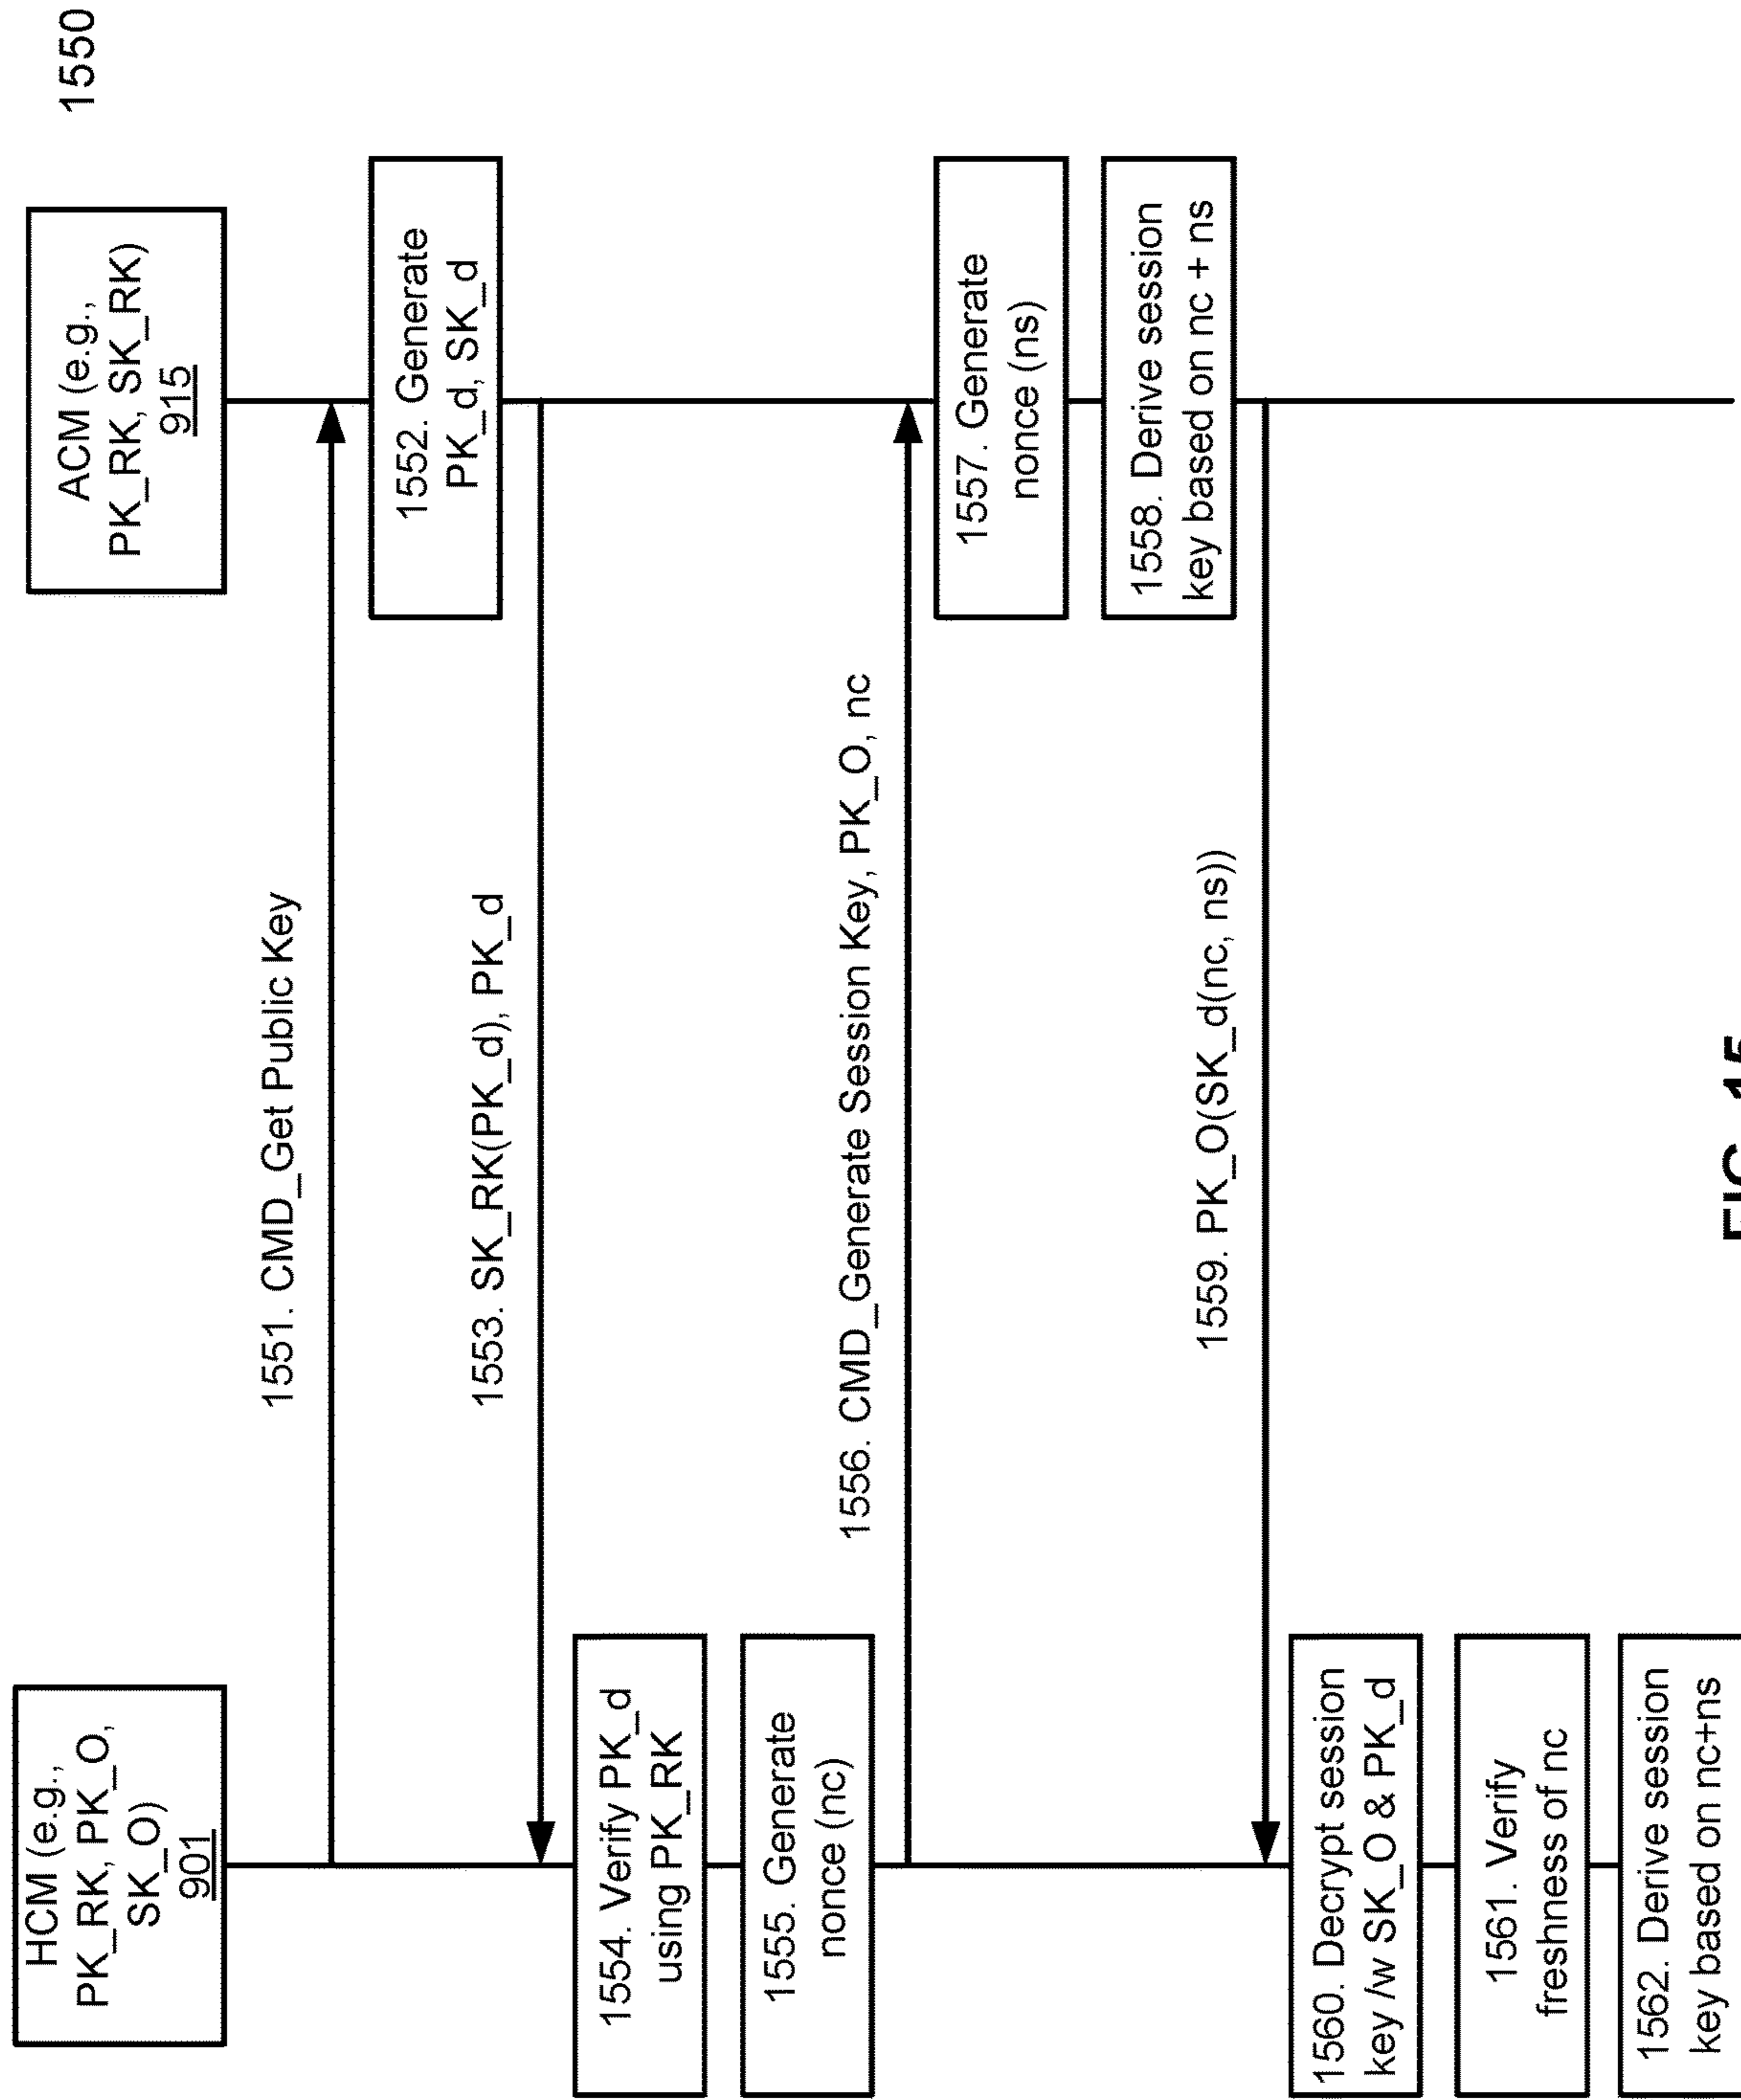 1550
HCM (e.g.,
PK_RK, PK_O,
SK_O)
901
ACM (e.g.,
PK_RK, SK_RK)
915
1551. CMD_Get Public Key
1552. Generate
PK_d, SK_d
1553. SK_RK(PK_d), PK_d
1554. Verify PK_d
using PK_RK
1555. Generate
nonce (nc)
1556. CMD_Generate Session Key, PK_O, nc
1557. Generate
nonce (ns)
1558. Derive session
key based on nc + ns
1559. PK_O(SK_d(nc, ns))
1560. Decrypt session
key /w SK_O & PK_d
1561. Verify
freshness of nc
1562. Derive session
key based on nc+ns
FIG. 15